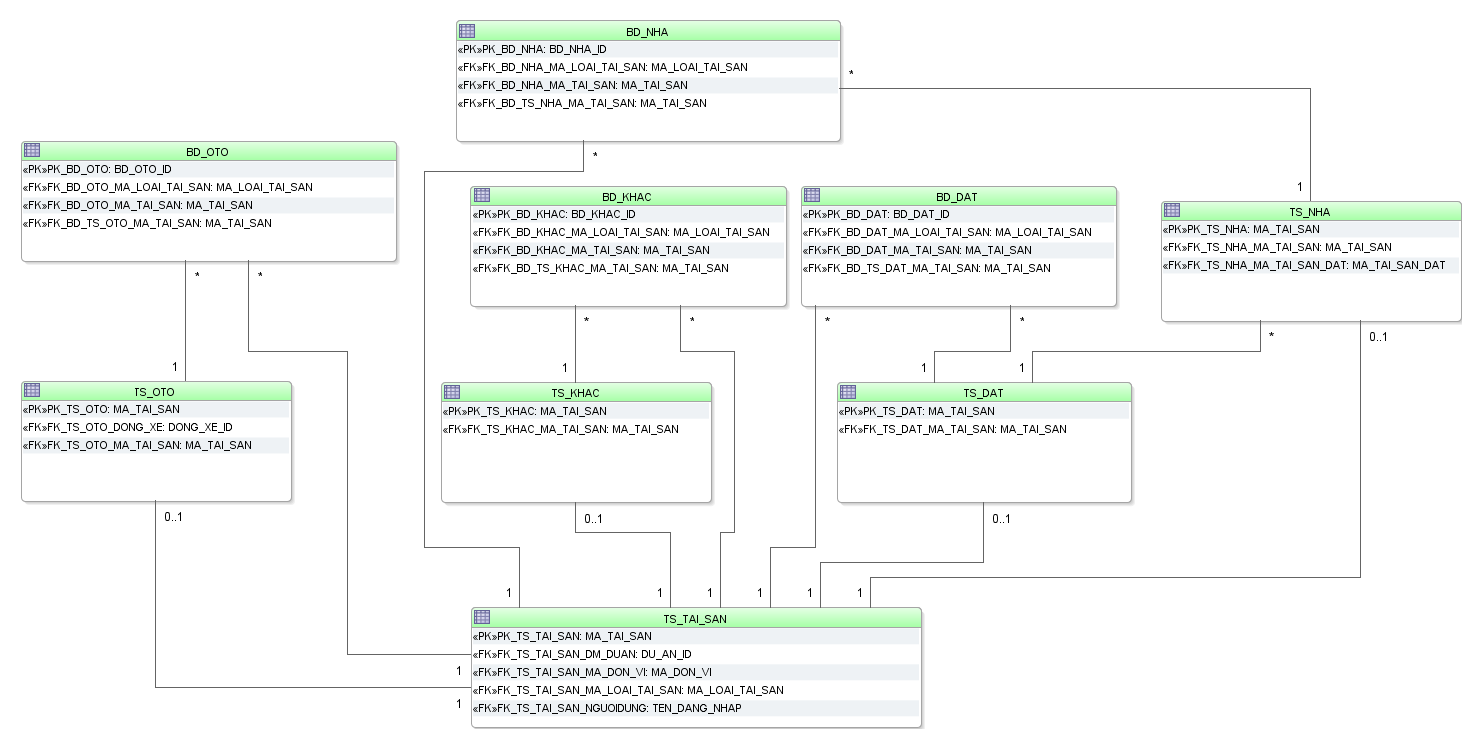 BD_NHA
«PK»PK_BD_NHA: BD_NHA_ID
«FK»FK_BD_NHA_MA_LOAI_TAI_SAN: MA_LOAI_TAI_SAN
«FK»FK_BD_NHA_MA_TAI_SAN: MA_TAI_SAN
«FK»FK_BD_TS_NHA_MA_TAI_SAN: MA_TAI_SAN
*
*
1
BD_OTO
«PK»PK_BD_OTO: BD_OTO_ID
«FK»FK_BD_OTO_MA_LOAI_TAI_SAN: MA_LOAI_TAI_SAN
«FK»FK_BD_OTO_MA_TAI_SAN: MA_TAI_SAN
«FK»FK_BD_TS_OTO_MA_TAI_SAN: MA_TAI_SAN
*
*
1
BD_KHAC
«PK»PK_BD_KHAC: BD_KHAC_ID
«FK»FK_BD_KHAC_MA_LOAI_TAI_SAN: MA_LOAI_TAI_SAN
«FK»FK_BD_KHAC_MA_TAI_SAN: MA_TAI_SAN
«FK»FK_BD_TS_KHAC_MA_TAI_SAN: MA_TAI_SAN
*
*
1
BD_DAT
«PK»PK_BD_DAT: BD_DAT_ID
«FK»FK_BD_DAT_MA_LOAI_TAI_SAN: MA_LOAI_TAI_SAN
«FK»FK_BD_DAT_MA_TAI_SAN: MA_TAI_SAN
«FK»FK_BD_TS_DAT_MA_TAI_SAN: MA_TAI_SAN
*
*
1
1
TS_NHA
«PK»PK_TS_NHA: MA_TAI_SAN
«FK»FK_TS_NHA_MA_TAI_SAN: MA_TAI_SAN
«FK»FK_TS_NHA_MA_TAI_SAN_DAT: MA_TAI_SAN_DAT
*
0..1
TS_OTO
«PK»PK_TS_OTO: MA_TAI_SAN
«FK»FK_TS_OTO_DONG_XE: DONG_XE_ID
«FK»FK_TS_OTO_MA_TAI_SAN: MA_TAI_SAN
0..1
TS_KHAC
«PK»PK_TS_KHAC: MA_TAI_SAN
«FK»FK_TS_KHAC_MA_TAI_SAN: MA_TAI_SAN
0..1
TS_DAT
«PK»PK_TS_DAT: MA_TAI_SAN
«FK»FK_TS_DAT_MA_TAI_SAN: MA_TAI_SAN
0..1
1
1
1
1
1
1
TS_TAI_SAN
«PK»PK_TS_TAI_SAN: MA_TAI_SAN
«FK»FK_TS_TAI_SAN_DM_DUAN: DU_AN_ID
«FK»FK_TS_TAI_SAN_MA_DON_VI: MA_DON_VI
«FK»FK_TS_TAI_SAN_MA_LOAI_TAI_SAN: MA_LOAI_TAI_SAN
«FK»FK_TS_TAI_SAN_NGUOIDUNG: TEN_DANG_NHAP
1
1